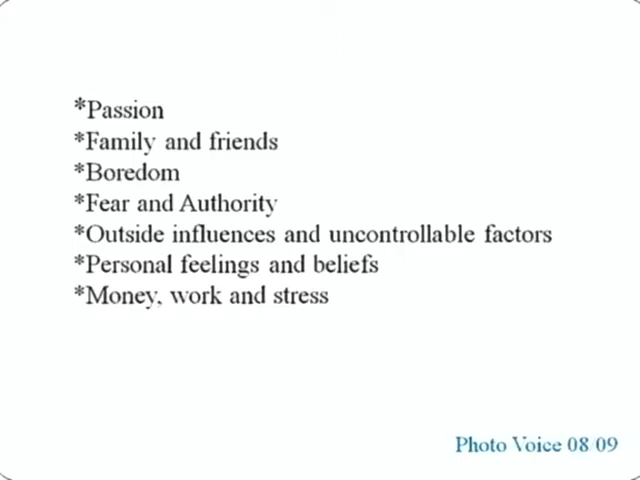 *Passion
*Family and friends
*Boredom
*Fear and Authority
*Outside influences and uncontrollable factors
*Personal feelings and beliefs
*Money, work and stress
Photo Voice 08 09